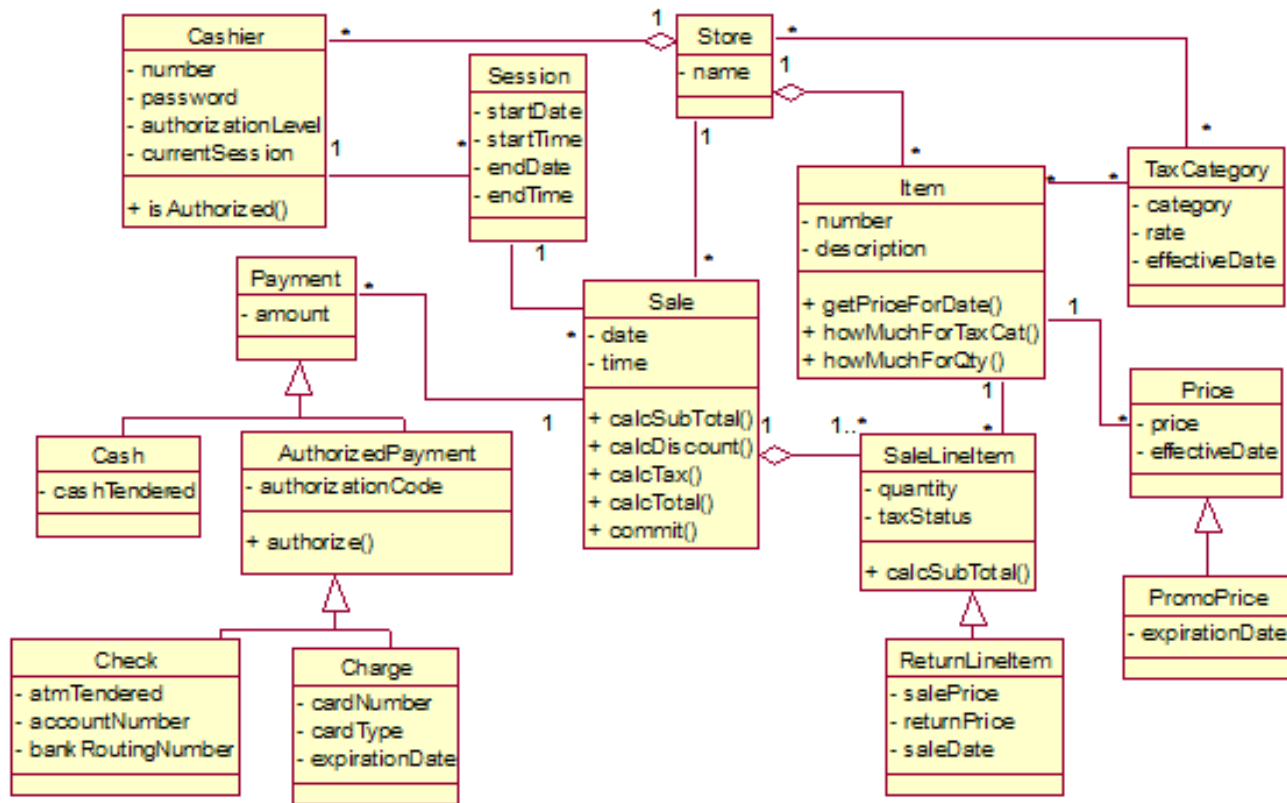 Cashier
- number
- password
- authorizationLevel
- currentSession
+ isAuthorized()
*
1
Store
- name
1
*
Session
- startDate
- startTime
- endDate
- endTime
1
*
1
*
*
TaxCategory
- category
- rate
- effectiveDate
*
*
Item
- number
- description
+ getPriceForDate()
+ howMuchForTaxCat()
+ howMuchForQty()
1
1
Payment
- amount
*
1
*
*
Sale
- date
- time
+ calcSubTotal()
+ calcDiscount()
+ calcTax()
+ calcTotal()
+ commit()
1
1
1..*
*
Price
- price
- effectiveDate
*
Cash
- cashTendered
AuthorizedPayment
- authorizationCode
+ authorize()
SaleLineItem
- quantity
- taxStatus
+ calcSubTotal()
PromoPrice
- expirationDate
Check
- atmTendered
- accountNumber
- bankRoutingNumber
Charge
- cardNumber
- cardType
- expirationDate
ReturnLineItem
- salePrice
- returnPrice
- saleDate